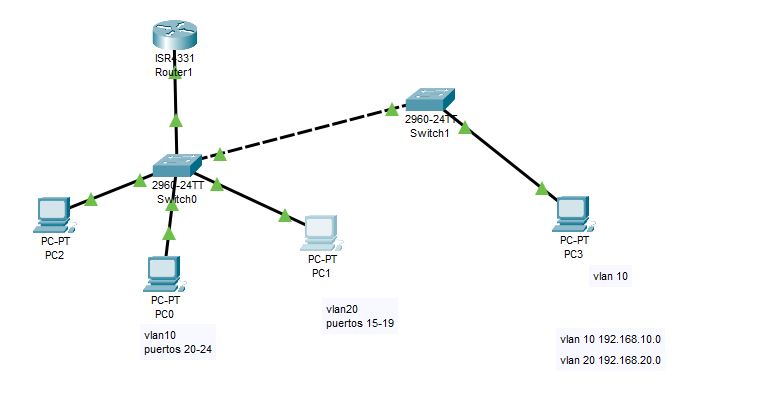 ISR4331
Router1
2960-24TT
Switch1
2960-24TT
Switch0
PC-PT
PC2
PC-PT
PC0
PC-PT
PC1
PC-PT
PC3
vlan 10
vlan20
puertos 15-19
vlan10
puertos 20-24
vlan 10 192.168.10.0
vlan 20 192.168.20.0